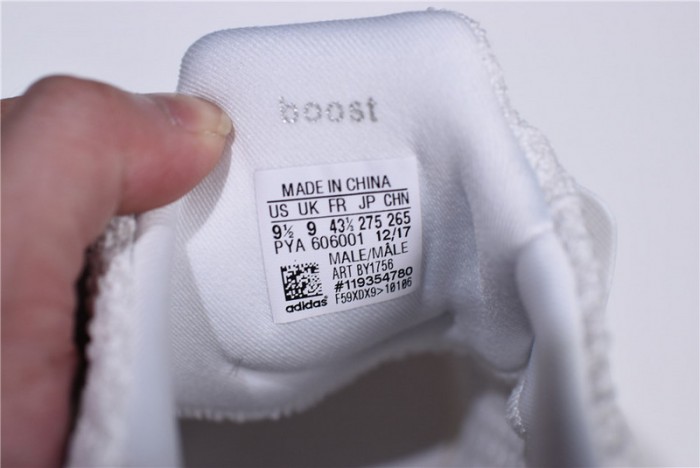 boost
MADE IN CHINA
US UK FR JP CHN
9½ 9 43⅓ 275 265
PYA 606001 12/17
MALE/MÂLE
ART BY1756
#119354780
F59XDX9>10106
adidas